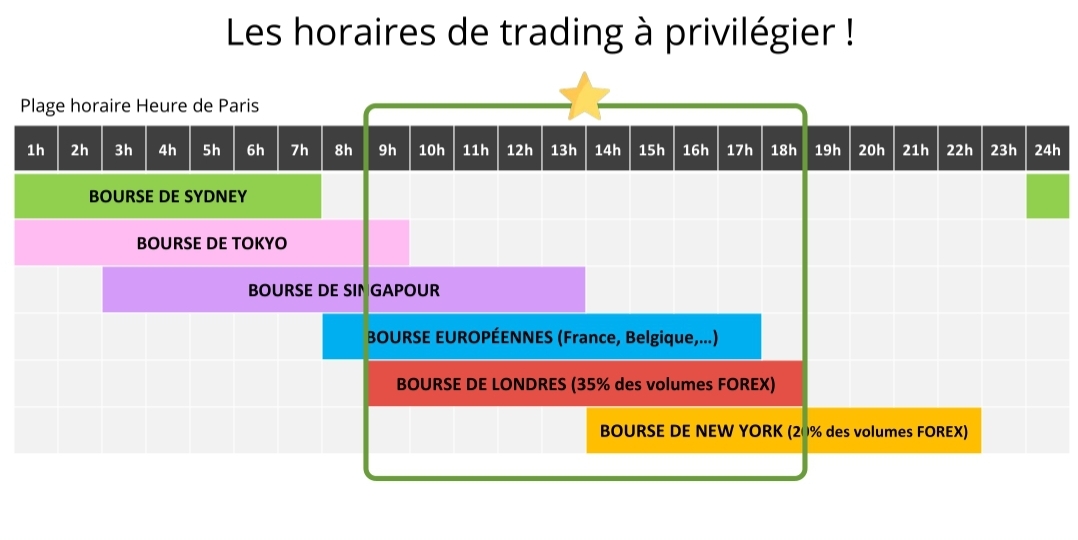 Les horaires de trading à privilégier !
Plage horaire Heure de Paris
1h 2h 3h 4h 5h 6h 7h 8h 9h 10h 11h 12h 13h 14h 15h 16h 17h 18h 19h 20h 21h 22h 23h 24h
BOURSE DE SYDNEY
BOURSE DE TOKYO
BOURSE DE SINGAPOUR
BOURSE EUROPÉENNES (France, Belgique,...)
BOURSE DE LONDRES (35% des volumes FOREX)
BOURSE DE NEW YORK (20% des volumes FOREX)